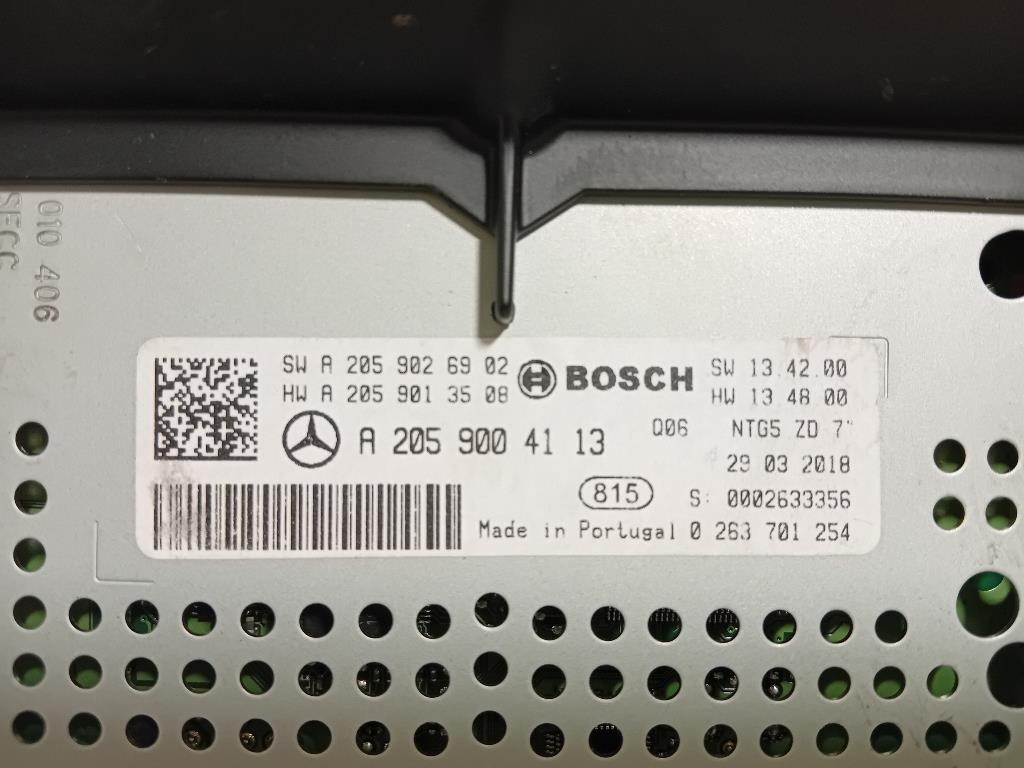 010 406
SECC
SW A 205 902 69 02
HW A 205 901 35 08
BOSCH
SW 13.42.00
HW 13.48.00
A 205 900 41 13
Q06 NTG5 ZD 7"
29.03.2018
815
S: 0002633356
Made in Portugal 0 263 701 254